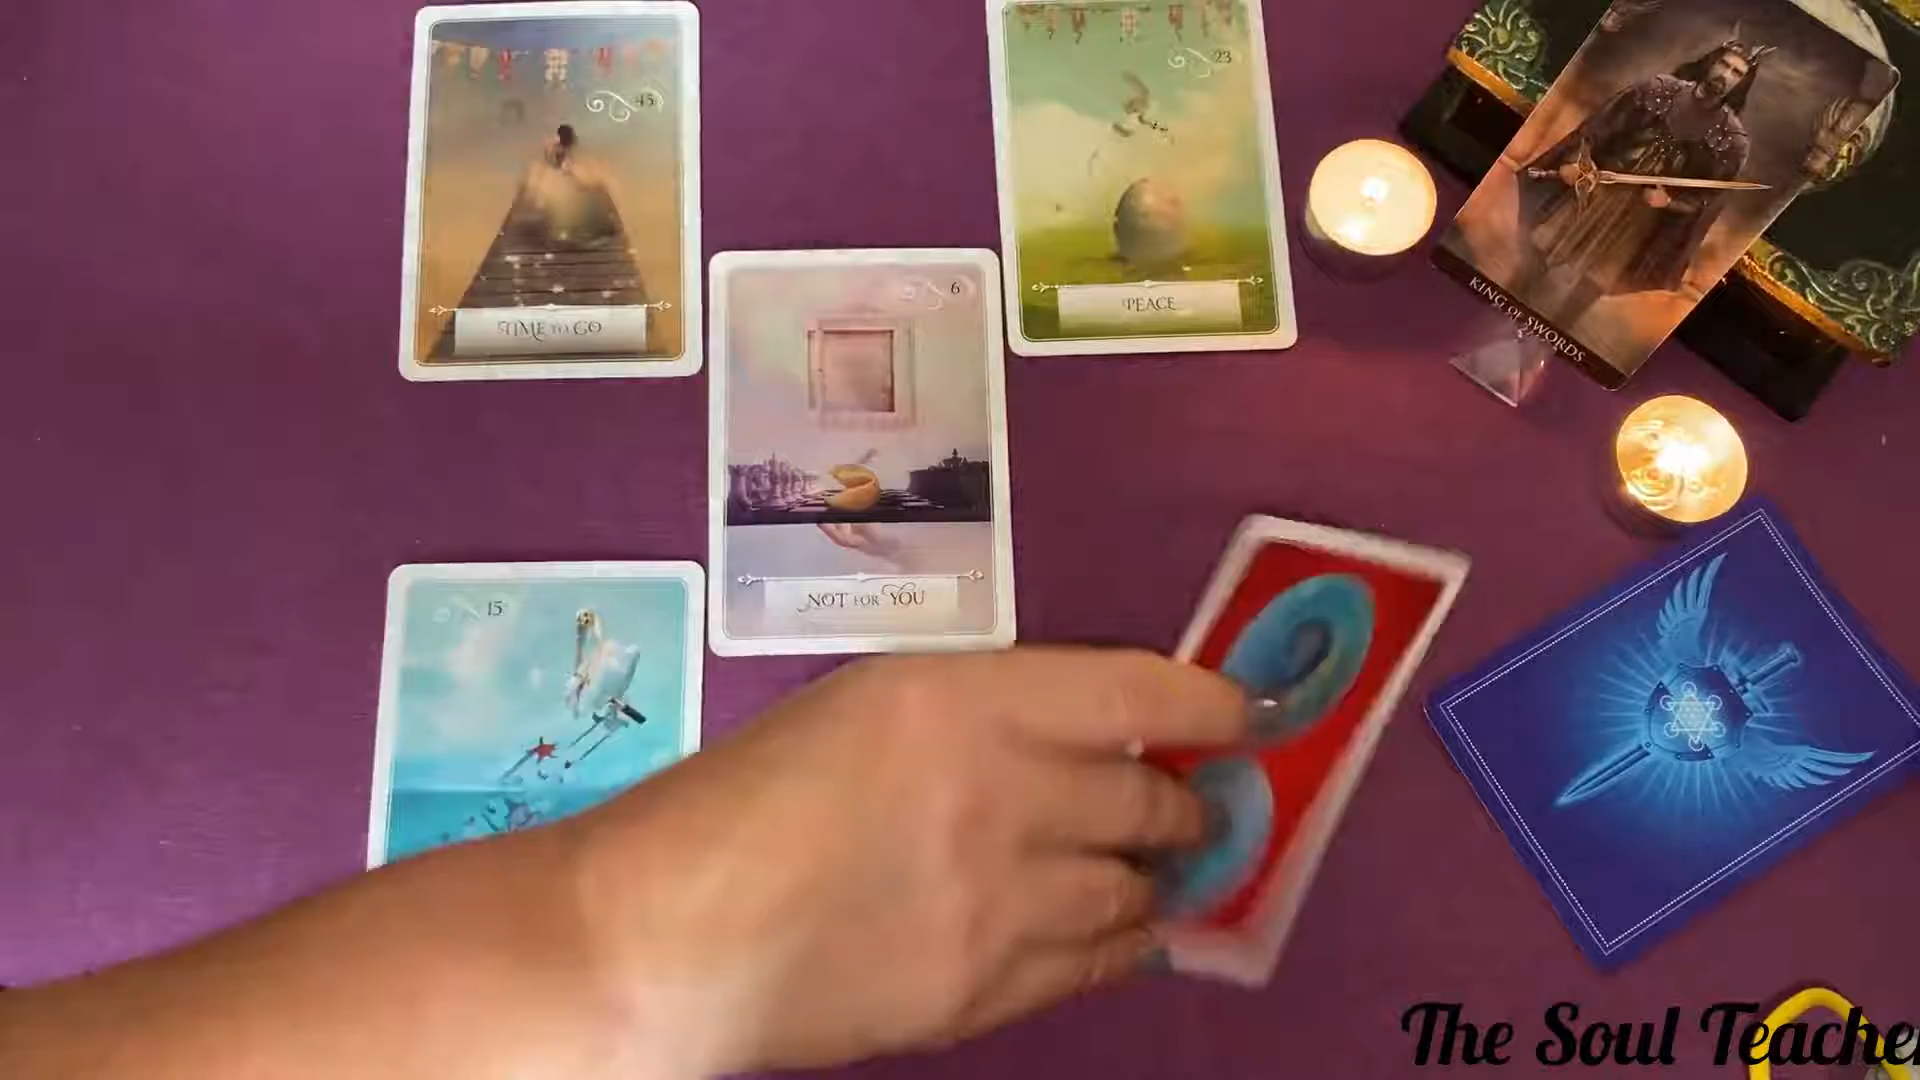 45
TIME TO GO
23
PEACE
KING OF SWORDS
6
NOT FOR YOU
15
The Soul Teache